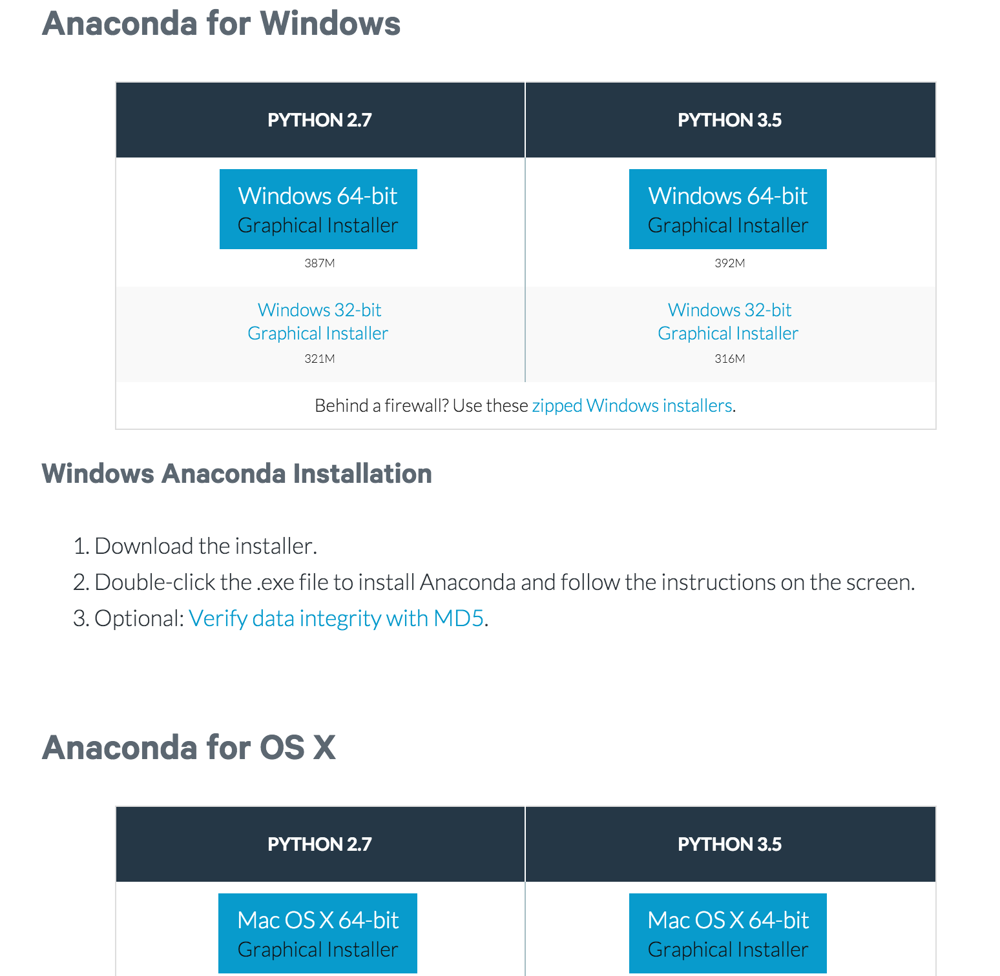 Anaconda for Windows
PYTHON 2.7
PYTHON 3.5
Windows 64-bit
Graphical Installer
387M
Windows 64-bit
Graphical Installer
392M
Windows 32-bit
Graphical Installer
321M
Windows 32-bit
Graphical Installer
316M
Behind a firewall? Use these zipped Windows installers.
Windows Anaconda Installation
1. Download the installer.
2. Double-click the .exe file to install Anaconda and follow the instructions on the screen.
3. Optional: Verify data integrity with MD5.
Anaconda for OS X
PYTHON 2.7
PYTHON 3.5
Mac OS X 64-bit
Graphical Installer
Mac OS X 64-bit
Graphical Installer